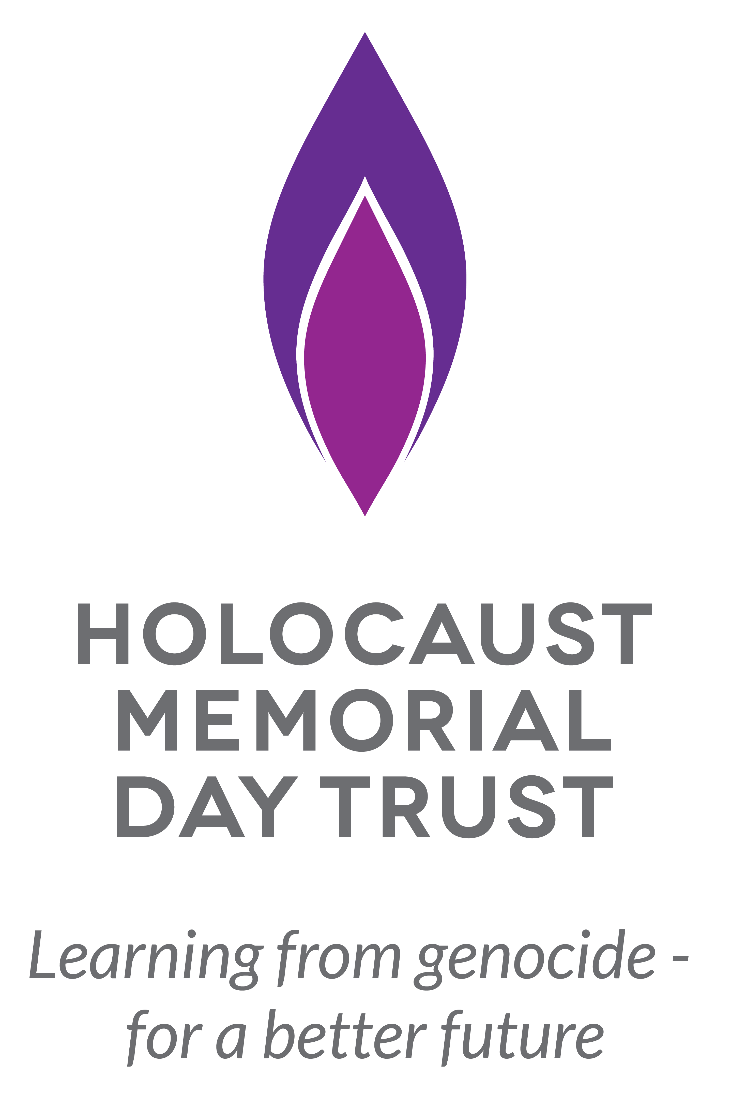 HOLOCAUST
MEMORIAL
DAY TRUST
Learning from genocide -
for a better future